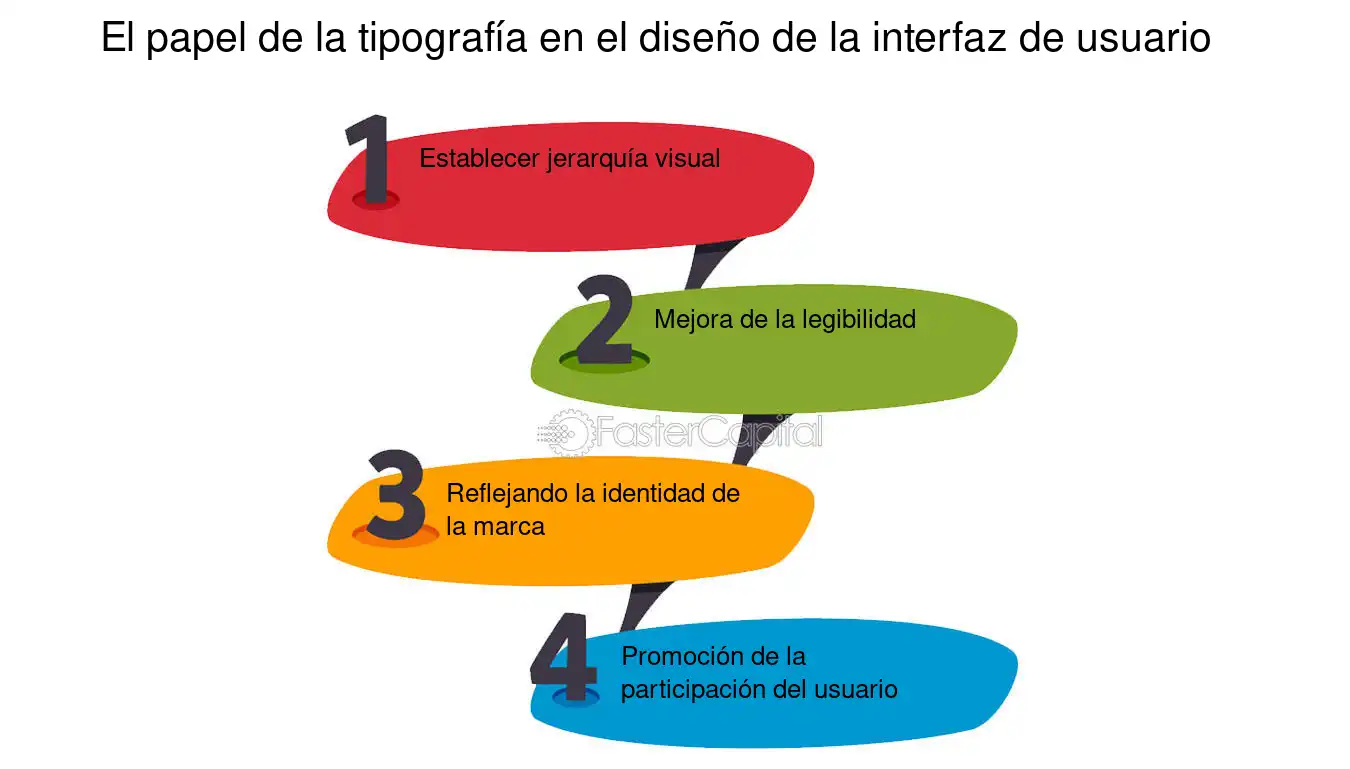 El papel de la tipografía en el diseño de la interfaz de usuario
1
Establecer jerarquía visual
2
Mejora de la legibilidad
FasterCapital
3
Reflejando la identidad de
la marca
4
Promoción de la
participación del usuario